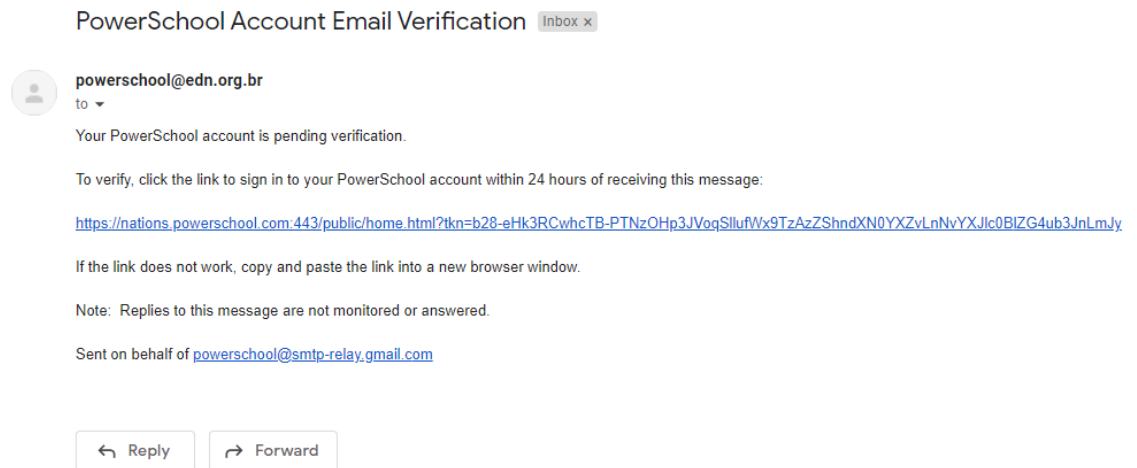 PowerSchool Account Email Verification Inbox x
powerschool@edn.org.br
to
Your PowerSchool account is pending verification.
To verify, click the link to sign in to your PowerSchool account within 24 hours of receiving this message:
https://nations.powerschool.com:443/public/home.html?tkn=b28-eHk3RCwhcTB-PTNzOHp3JVoqSllufWx9TzAzZShndXN0YXZvLnNvYXJlc0BlZG4ub3JnLmJy
If the link does not work, copy and paste the link into a new browser window.
Note: Replies to this message are not monitored or answered.
Sent on behalf of powerschool@smtp-relay.gmail.com
Reply Forward